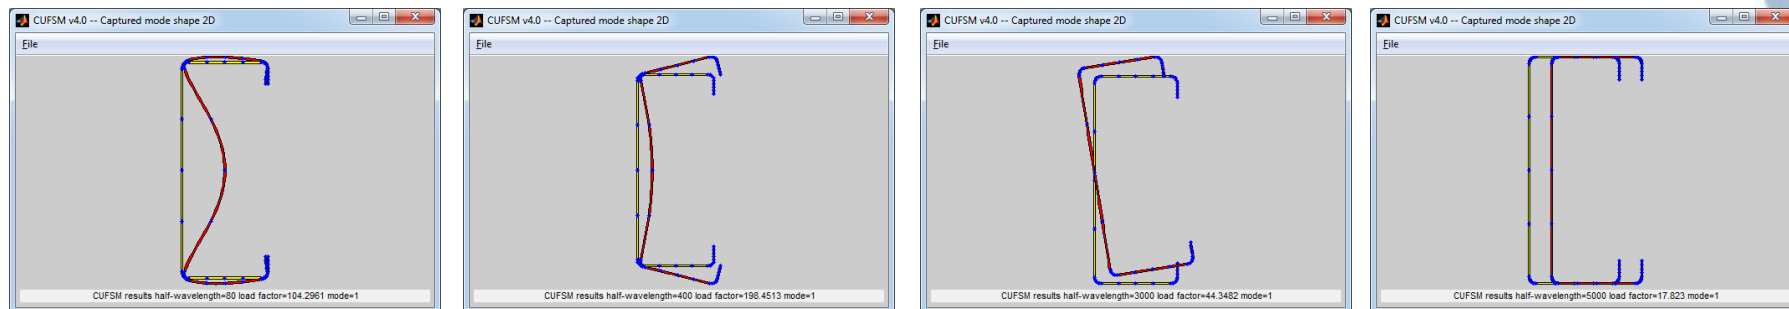 CUFSM v4.0 -- Captured mode shape 2D
File
CUFSM results half-wavelength=80 load factor=104.2961 mode=1
CUFSM v4.0 -- Captured mode shape 2D
File
CUFSM results half-wavelength=400 load factor=198.4513 mode=1
CUFSM v4.0 -- Captured mode shape 2D
File
CUFSM results half-wavelength=3000 load factor=44.3482 mode=1
CUFSM v4.0 -- Captured mode shape 2D
File
CUFSM results half-wavelength=5000 load factor=17.823 mode=1